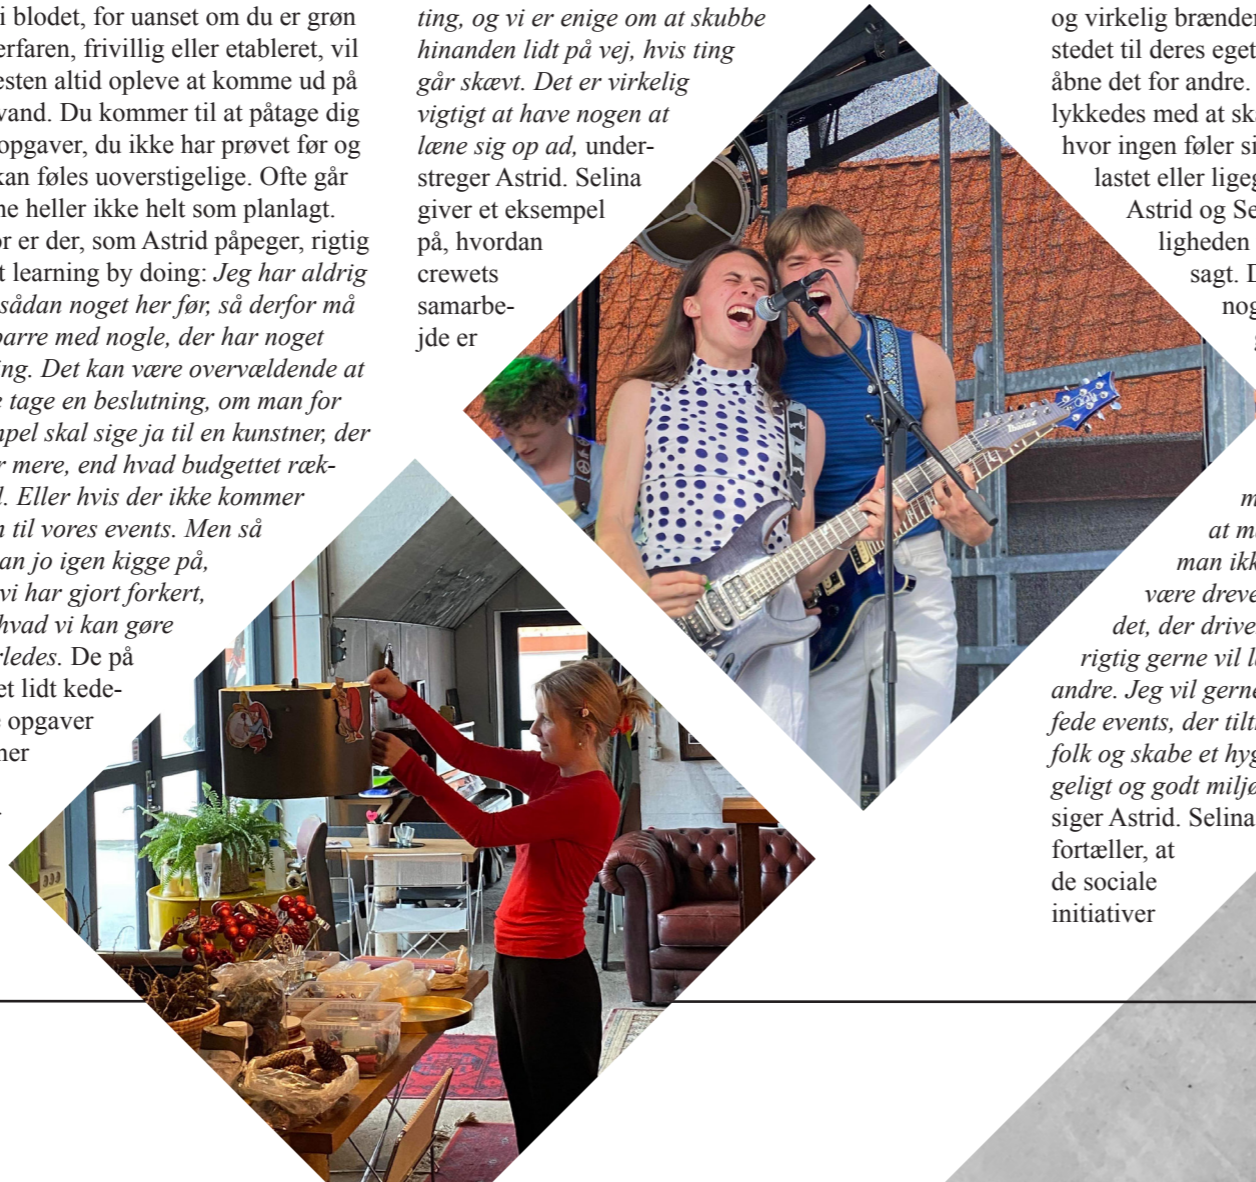 i blodet, for uanset om du er grøn
erfaren, frivillig eller etableret, vil
esten altid opleve at komme ud på
vand. Du kommer til at påtage dig
opgaver, du ikke har prøvet før og
kan føles uoverstigelige. Ofte går
ne heller ikke helt som planlagt.
or er der, som Astrid påpeger, rigtig
t learning by doing: Jeg har aldrig
sådan noget her før, så derfor må
parre med nogle, der har noget
ing. Det kan være overvældende at
e tage en beslutning, om man for
mpel skal sige ja til en kunstner, der
r mere, end hvad budgettet ræk-
l. Eller hvis der ikke kommer
n til vores events. Men så
an jo igen kigge på,
vi har gjort forkert,
hvad vi kan gøre
rledes. De på
et lidt kede-
e opgaver
ner
ting, og vi er enige om at skubbe
hinanden lidt på vej, hvis ting
går skævt. Det er virkelig
vigtigt at have nogen at
læne sig op ad, under-
streger Astrid. Selina
giver et eksempel
på, hvordan
crewets
samarbe-
jde er
og virkelig brænder
stedet til deres eget
åbne det for andre.
lykkedes med at ska
hvor ingen føler sn
lastet eller ligeg
Astrid og Se
ligheden
sagt. D
nog
g
m
at m
man ikk
være dreve
det, der drive
rigtig gerne vil l
andre. Jeg vil gerne
fede events, der tilt
folk og skabe et hyg
geligt og godt miljø
siger Astrid. Selina
fortæller, at
de sociale
initiativer